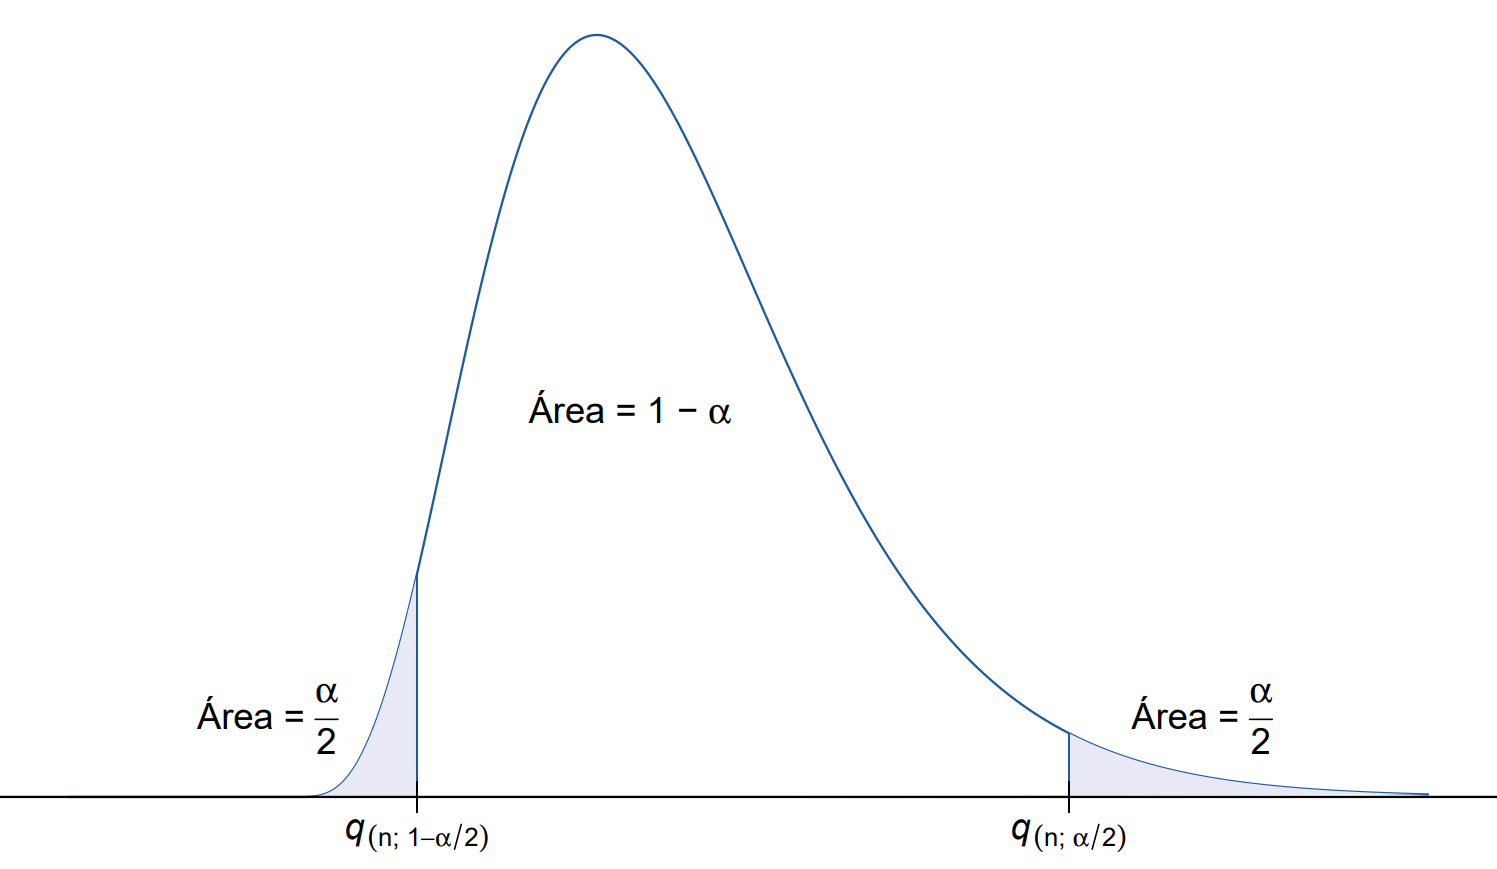 Área = 1 − α
Área = α/2
Área = α/2
q(n; 1−α/2)
q(n; α/2)